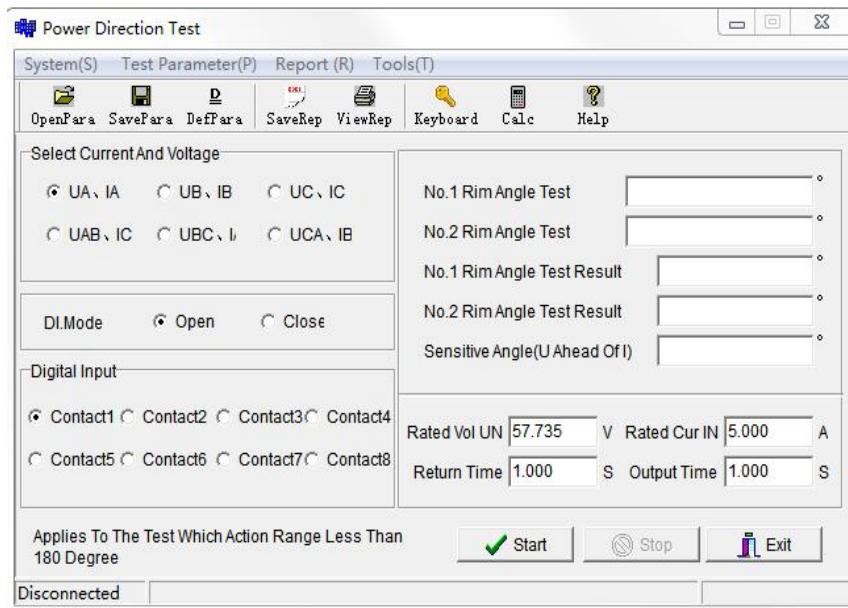 Power Direction Test
System(S) Test Parameter(P) Report (R) Tools(T)
OpenPara SavePara DefPara SaveRep ViewRep Keyboard Calc Help
Select Current And Voltage
UA、IA UB、IB UC、IC
UAB、IC UBC、 UCA、IB
DI.Mode Open Close
Digital Input
Contact1 Contact2 Contact3 Contact4
Contact5 Contact6 Contact7 Contact8
No.1 Rim Angle Test °
No.2 Rim Angle Test °
No.1 Rim Angle Test Result °
No.2 Rim Angle Test Result °
Sensitive Angle(U Ahead Of I) °
Rated Vol UN 57.735 V Rated Cur IN 5.000 A
Return Time 1.000 S Output Time 1.000 S
Applies To The Test Which Action Range Less Than
180 Degree
Start Stop Exit
Disconnected